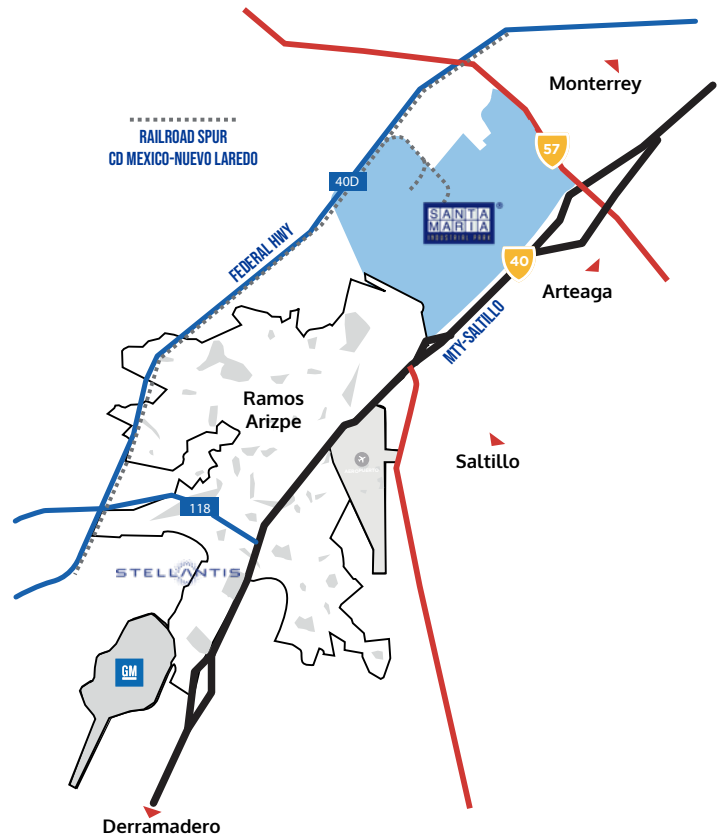 Monterrey
RAILROAD SPUR
CD MEXICO-NUEVO LAREDO
57
40D
SANTA
MARIA
INDUSTRIAL PARK
®
FEDERAL HWY
40
Arteaga
MTY-SALTILLO
Ramos
Arizpe
Saltillo
118
STELLANTIS
GM
Derramadero